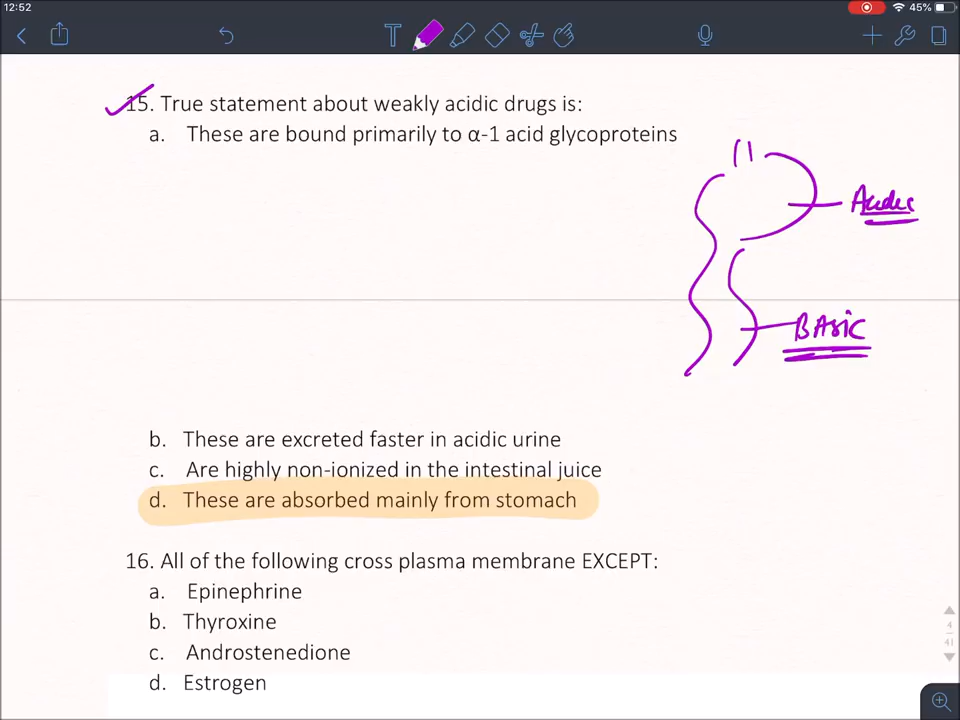 12:52
45%
T
15. True statement about weakly acidic drugs is:
a. These are bound primarily to α-1 acid glycoproteins
Acidic
BASIC
b. These are excreted faster in acidic urine
c. Are highly non-ionized in the intestinal juice
d. These are absorbed mainly from stomach
16. All of the following cross plasma membrane EXCEPT:
a. Epinephrine
b. Thyroxine
c. Androstenedione
d. Estrogen
4
41